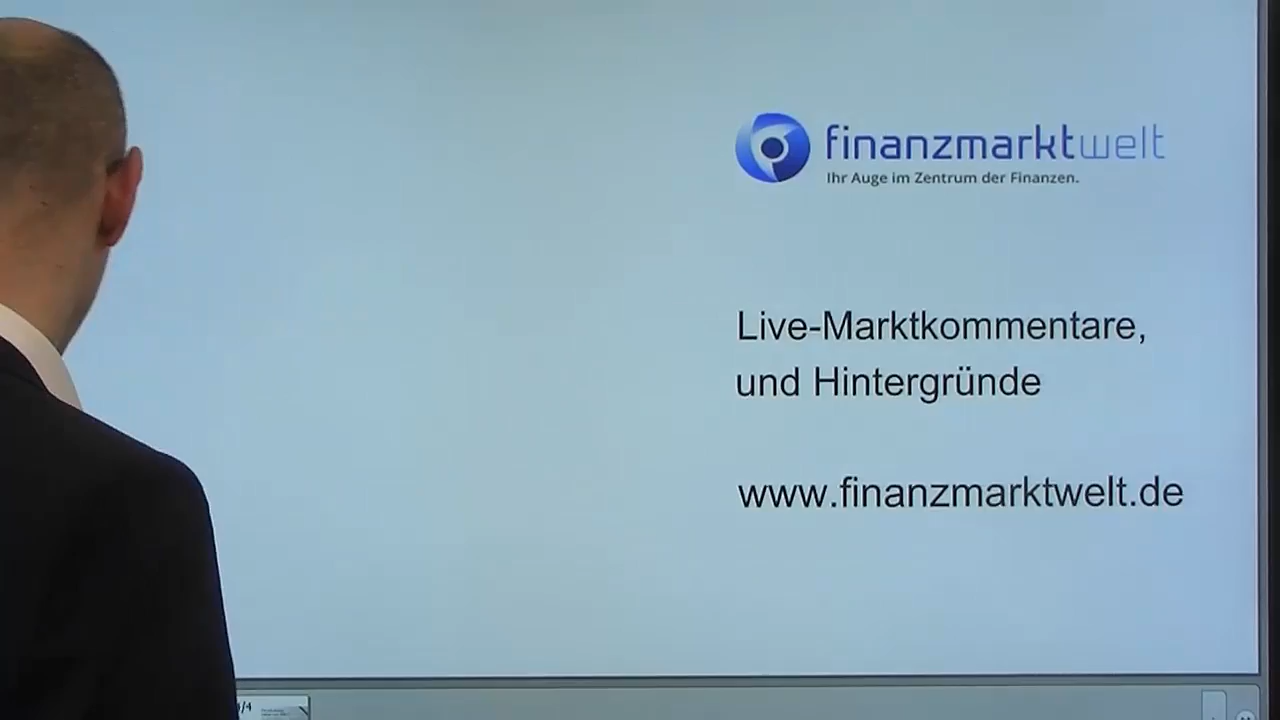 finanzmarktwelt
Ihr Auge im Zentrum der Finanzen.
Live-Marktkommentare,
und Hintergründe
www.finanzmarktwelt.de